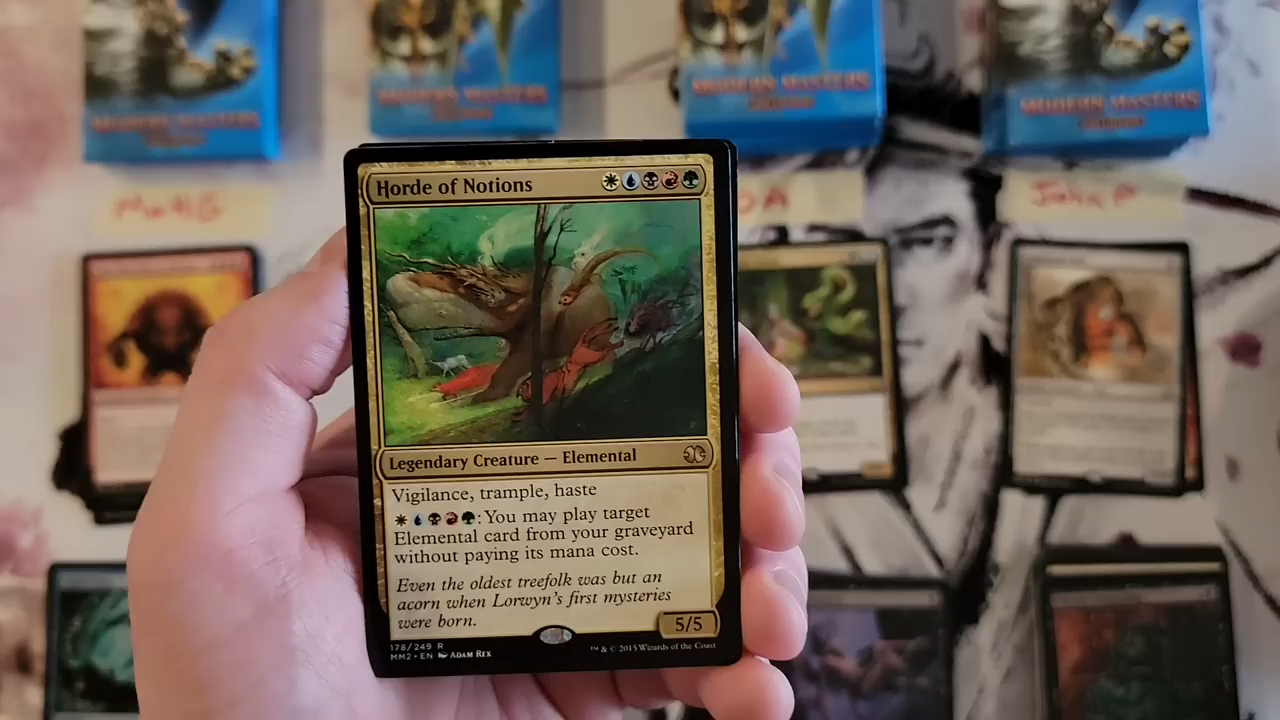 MODERN MASTERS
MODERN MASTERS
MODERN MASTERS
MODERN MASTERS
John P
Horde of Notions
Legendary Creature — Elemental
Vigilance, trample, haste
: You may play target
Elemental card from your graveyard
without paying its mana cost.
Even the oldest treefolk was but an
acorn when Lorwyn's first mysteries
were born.
5/5
178/249 R
MM2 • EN ADAM REX
™ & © 2015 Wizards of the Coast